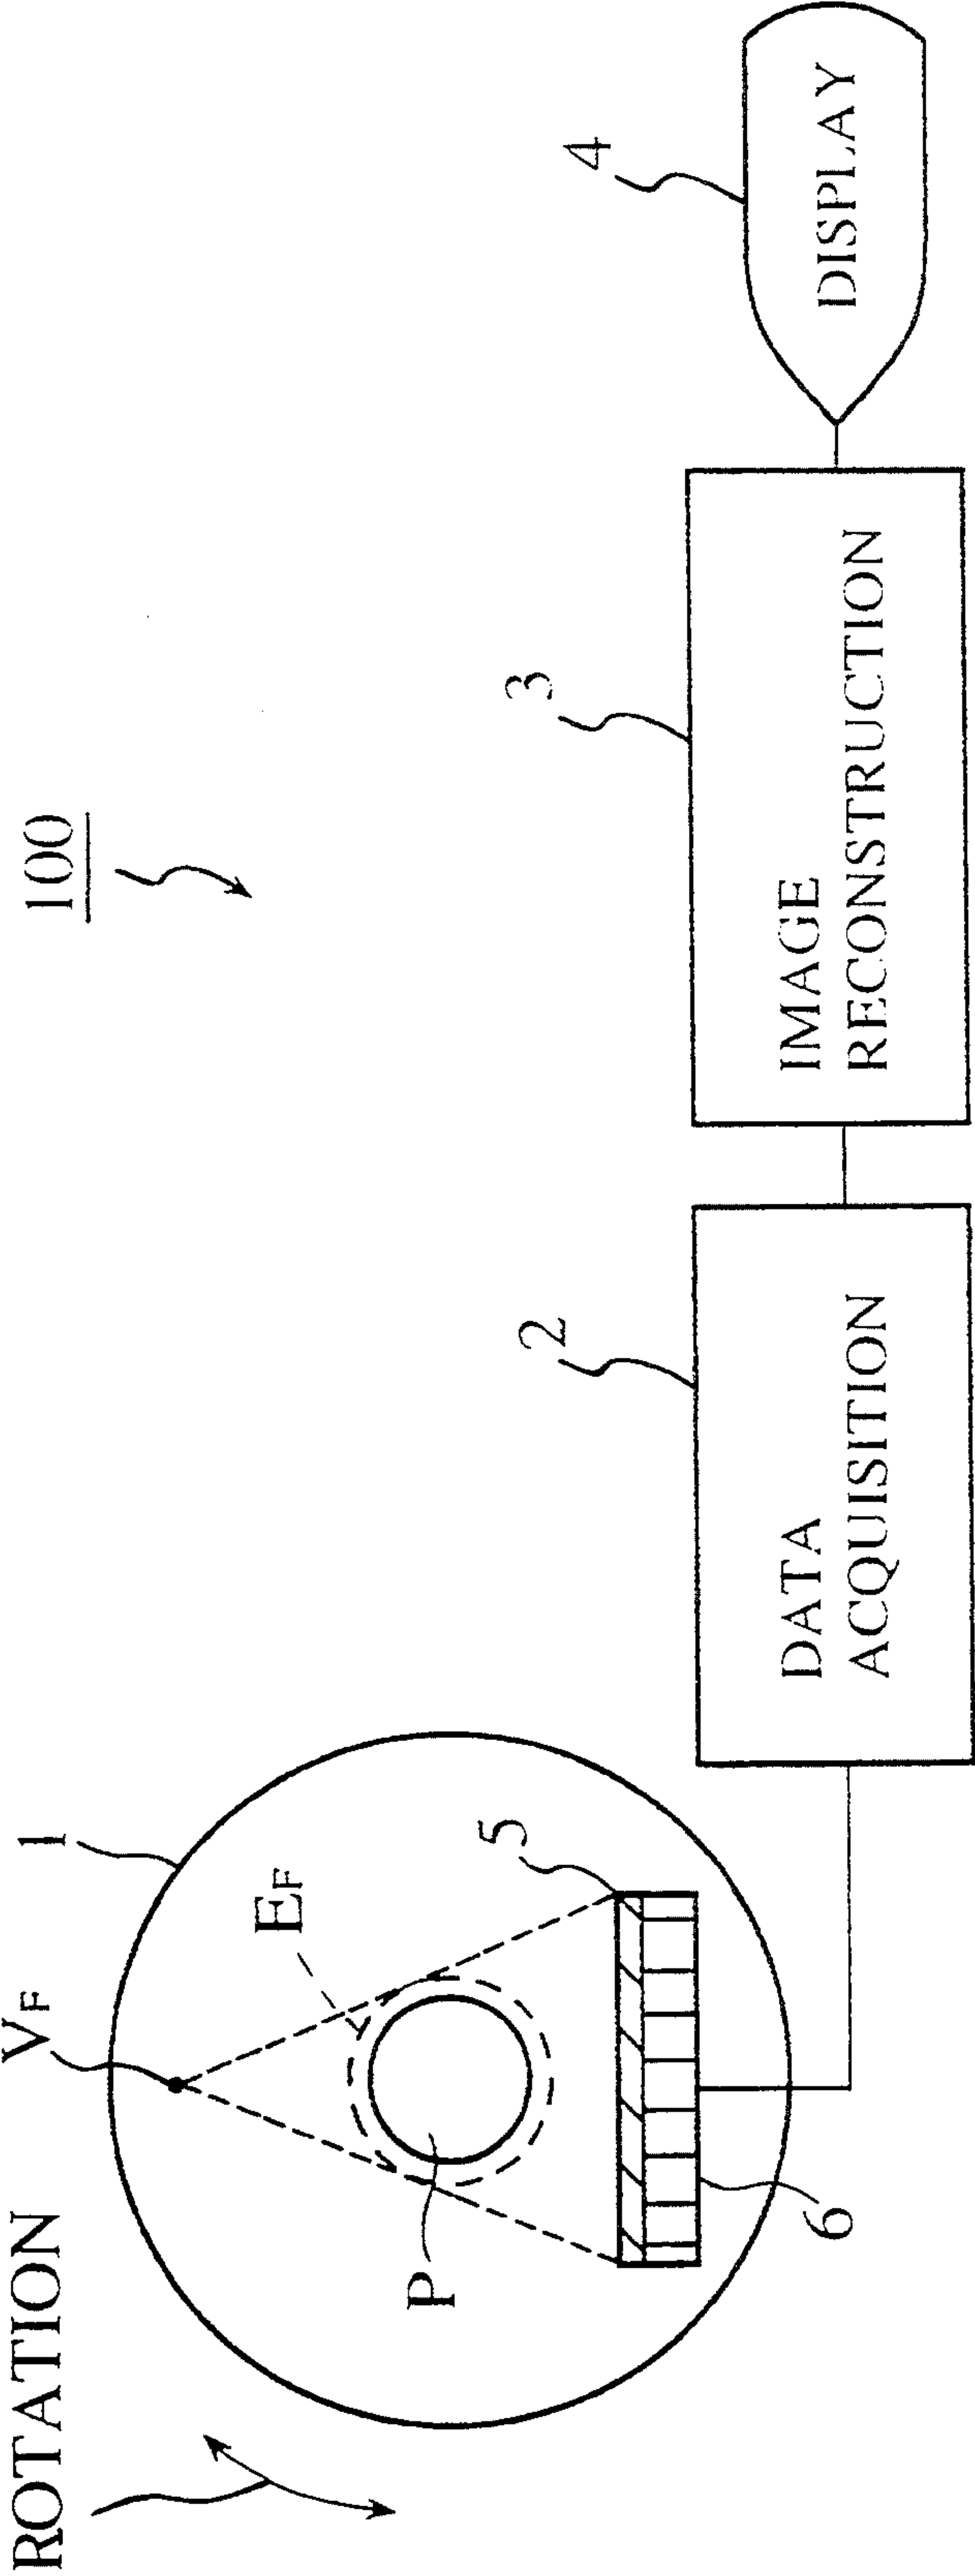 100
ROTATION
V_F
1
E_F
P
5
6
2
DATA
ACQUISITION
3
IMAGE
RECONSTRUCTION
4
DISPLAY